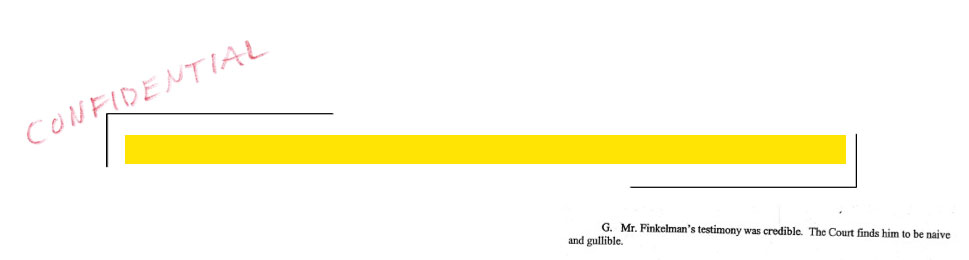 CONFIDENTIAL
G. Mr. Finkelman's testimony was credible. The Court finds him to be naive
and gullible.